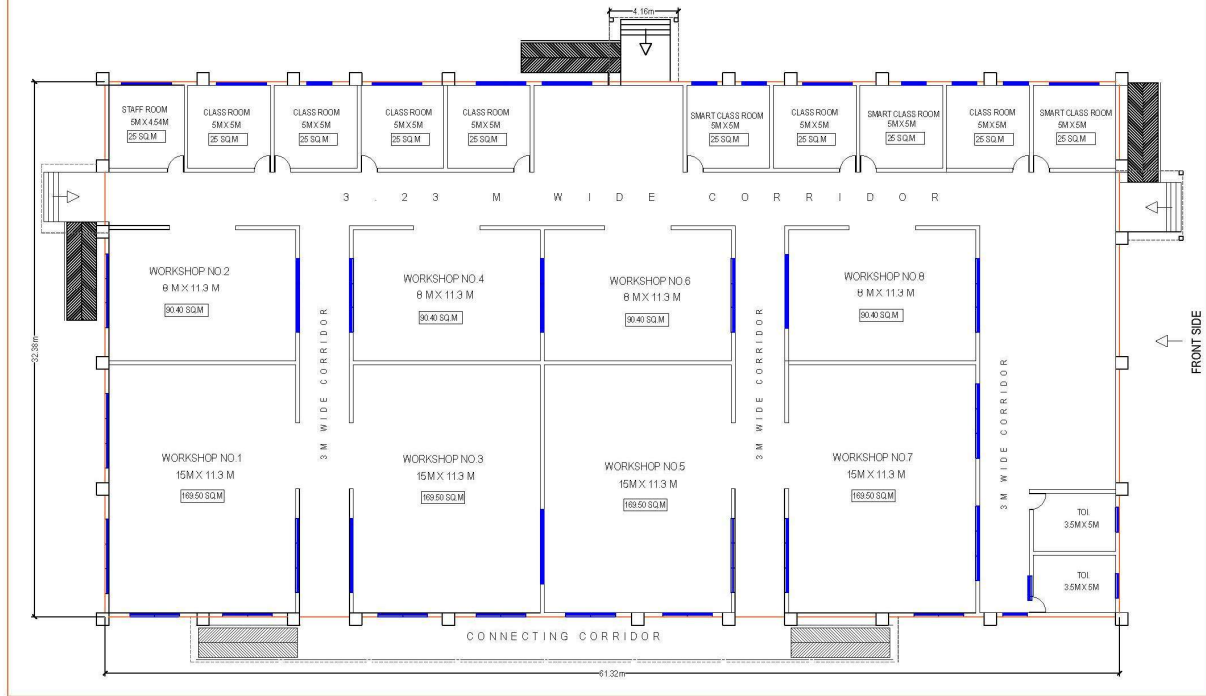 4.16m
STAFF ROOM
5M X 4.54M
25 SQ.M
CLASS ROOM
5M X 5M
25 SQ.M
CLASS ROOM
5M X 5M
25 SQ.M
CLASS ROOM
5M X 5M
25 SQ.M
CLASS ROOM
5M X 5M
25 SQ.M
SMART CLASS ROOM
5M X 5M
25 SQ.M
CLASS ROOM
5M X 5M
25 SQ.M
SMART CLASS ROOM
5M X 5M
25 SQ.M
CLASS ROOM
5M X 5M
25 SQ.M
SMART CLASS ROOM
5M X 5M
25 SQ.M
3.23 M WIDE CORRIDOR
WORKSHOP NO.2
8 M X 11.3 M
90.40 SQ.M
WORKSHOP NO.4
8 M X 11.3 M
90.40 SQ.M
WORKSHOP NO.6
8 M X 11.3 M
90.40 SQ.M
WORKSHOP NO.8
8 M X 11.3 M
90.40 SQ.M
32.38m
3 M WIDE CORRIDOR
3 M WIDE CORRIDOR
3 M WIDE CORRIDOR
FRONT SIDE
WORKSHOP NO.1
15M X 11.3 M
169.50 SQ.M
WORKSHOP NO.3
15M X 11.3 M
169.50 SQ.M
WORKSHOP NO.5
15M X 11.3 M
169.50 SQ.M
WORKSHOP NO.7
15M X 11.3 M
169.50 SQ.M
TOI.
3.5M X 5M
TOI.
3.5M X 5M
CONNECTING CORRIDOR
61.32m